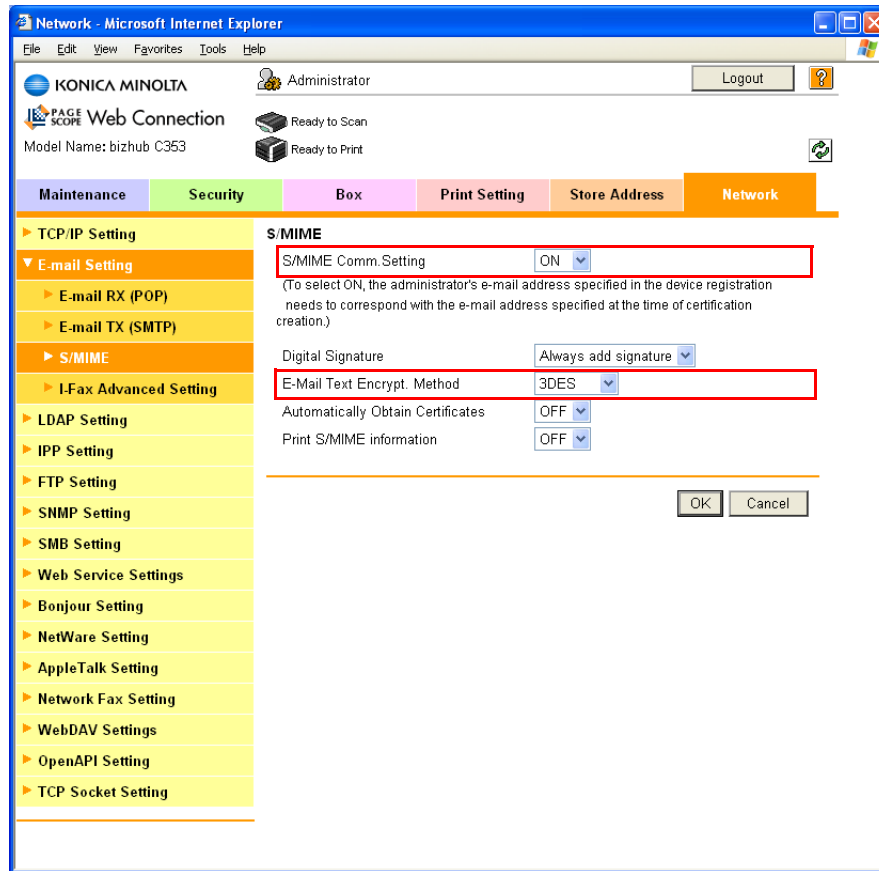 Network - Microsoft Internet Explorer
File Edit View Favorites Tools Help
KONICA MINOLTA
Administrator
Logout
?
PAGE SCOPE Web Connection
Ready to Scan
Model Name: bizhub C353
Ready to Print
Maintenance Security Box Print Setting Store Address Network
TCP/IP Setting
E-mail Setting
E-mail RX (POP)
E-mail TX (SMTP)
S/MIME
I-Fax Advanced Setting
LDAP Setting
IPP Setting
FTP Setting
SNMP Setting
SMB Setting
Web Service Settings
Bonjour Setting
NetWare Setting
AppleTalk Setting
Network Fax Setting
WebDAV Settings
OpenAPI Setting
TCP Socket Setting
S/MIME
S/MIME Comm.Setting ON
(To select ON, the administrator's e-mail address specified in the device registration
needs to correspond with the e-mail address specified at the time of certification
creation.)
Digital Signature Always add signature
E-Mail Text Encrypt. Method 3DES
Automatically Obtain Certificates OFF
Print S/MIME information OFF
OK Cancel